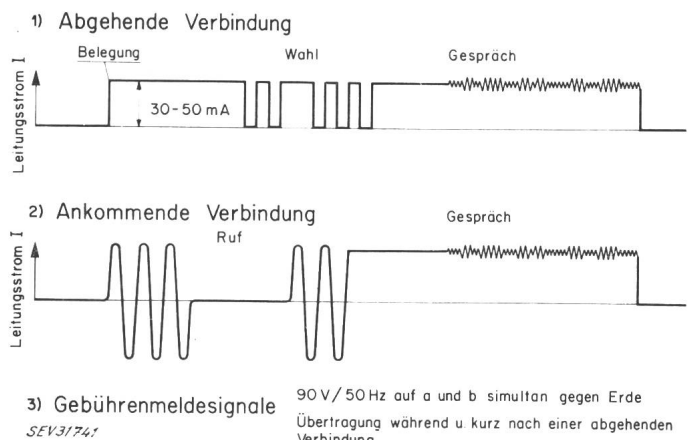 1) Abgehende Verbindung
Belegung
Wahl
Gespräch
Leitungsstrom I
30-50 mA
2) Ankommende Verbindung
Ruf
Gespräch
Leitungsstrom I
3) Gebührenmeldesignale
90 V/50 Hz auf a und b simultan gegen Erde
Übertragung während u. kurz nach einer abgehenden
Verbindung
SEV31741